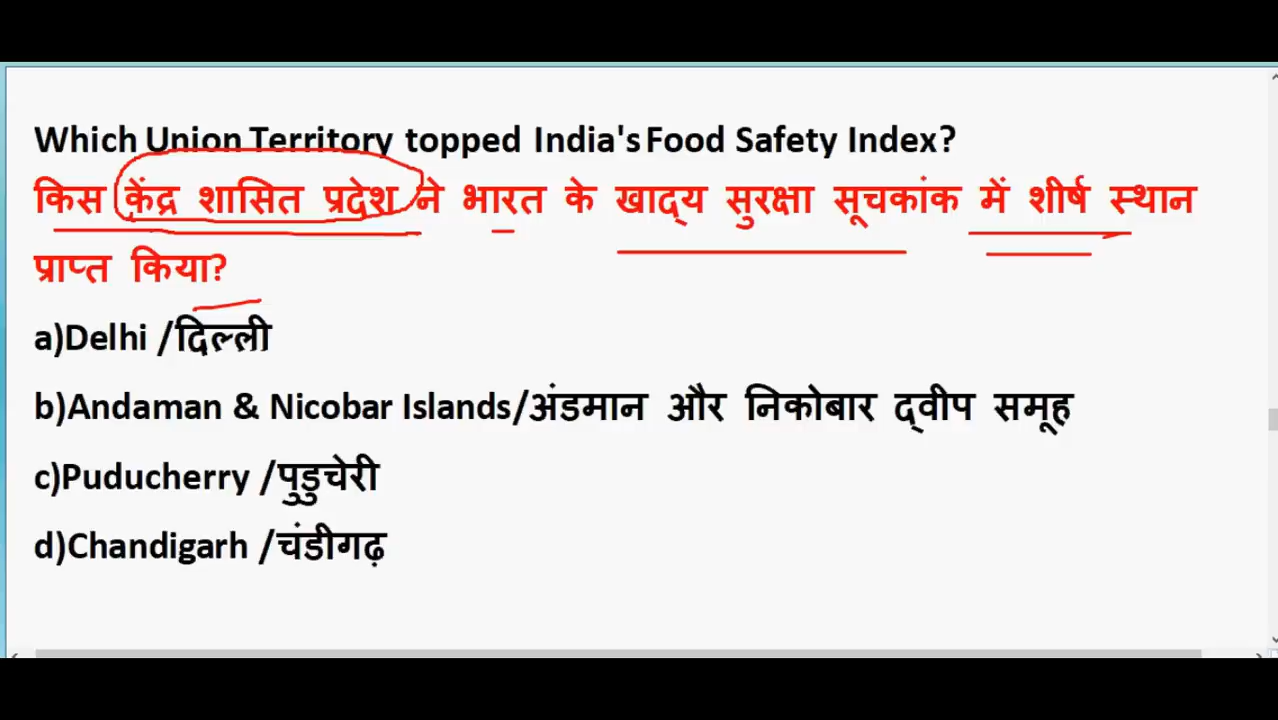 Which Union Territory topped India's Food Safety Index?
किस केंद्र शासित प्रदेश ने भारत के खाद्य सुरक्षा सूचकांक में शीर्ष स्थान
प्राप्त किया?
a)Delhi /दिल्ली
b)Andaman & Nicobar Islands/अंडमान और निकोबार द्वीप समूह
c)Puducherry /पुडुचेरी
d)Chandigarh /चंडीगढ़